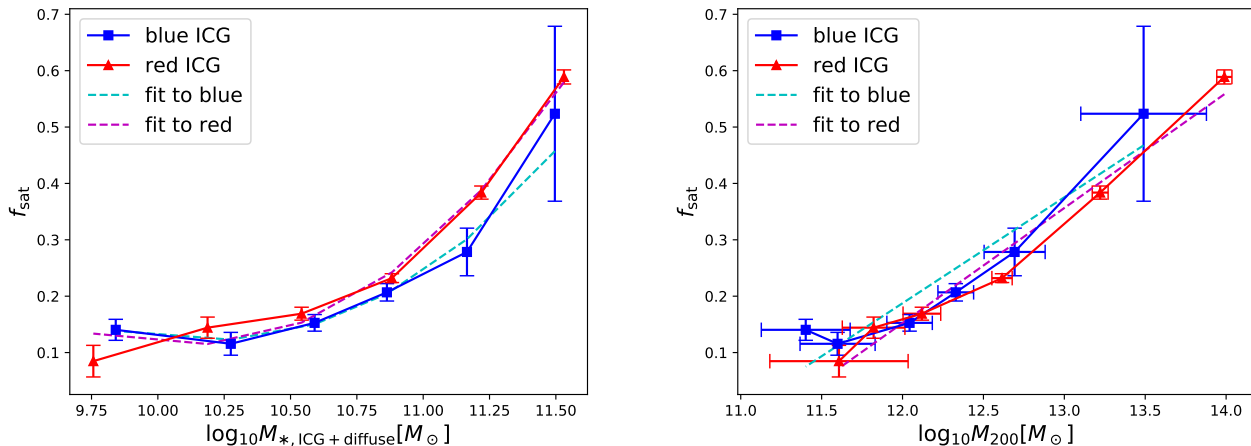 0.7
0.6
0.5
0.4
0.3
0.2
0.1
f_sat
blue ICG
red ICG
fit to blue
fit to red
9.75 10.00 10.25 10.50 10.75 11.00 11.25 11.50
log₁₀M_{*, ICG + diffuse}[M_⊙]
f_sat
blue ICG
red ICG
fit to blue
fit to red
0.7
0.6
0.5
0.4
0.3
0.2
0.1
11.0 11.5 12.0 12.5 13.0 13.5 14.0
log₁₀M₂₀₀[M_⊙]